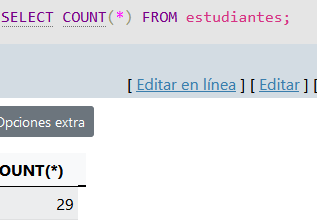 SELECT COUNT(*) FROM estudiantes;
[ Editar en línea ] [ Editar ] [
Opciones extra
OUNT(*)
29